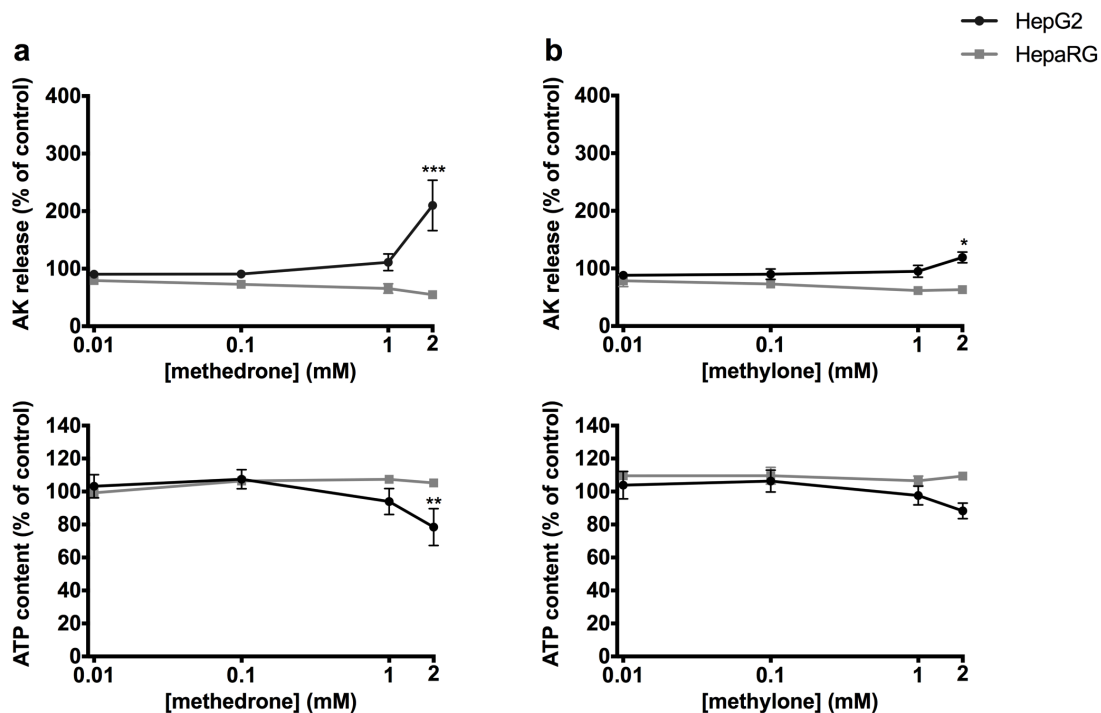 HepG2
HepaRG
a
AK release (% of control)
400
300
200
100
0
***
0.01 0.1 1 2
[methedrone] (mM)
b
AK release (% of control)
400
300
200
100
0
*
0.01 0.1 1 2
[methylone] (mM)
ATP content (% of control)
140
120
100
80
60
40
20
0
**
0.01 0.1 1 2
[methedrone] (mM)
ATP content (% of control)
140
120
100
80
60
40
20
0
0.01 0.1 1 2
[methylone] (mM)